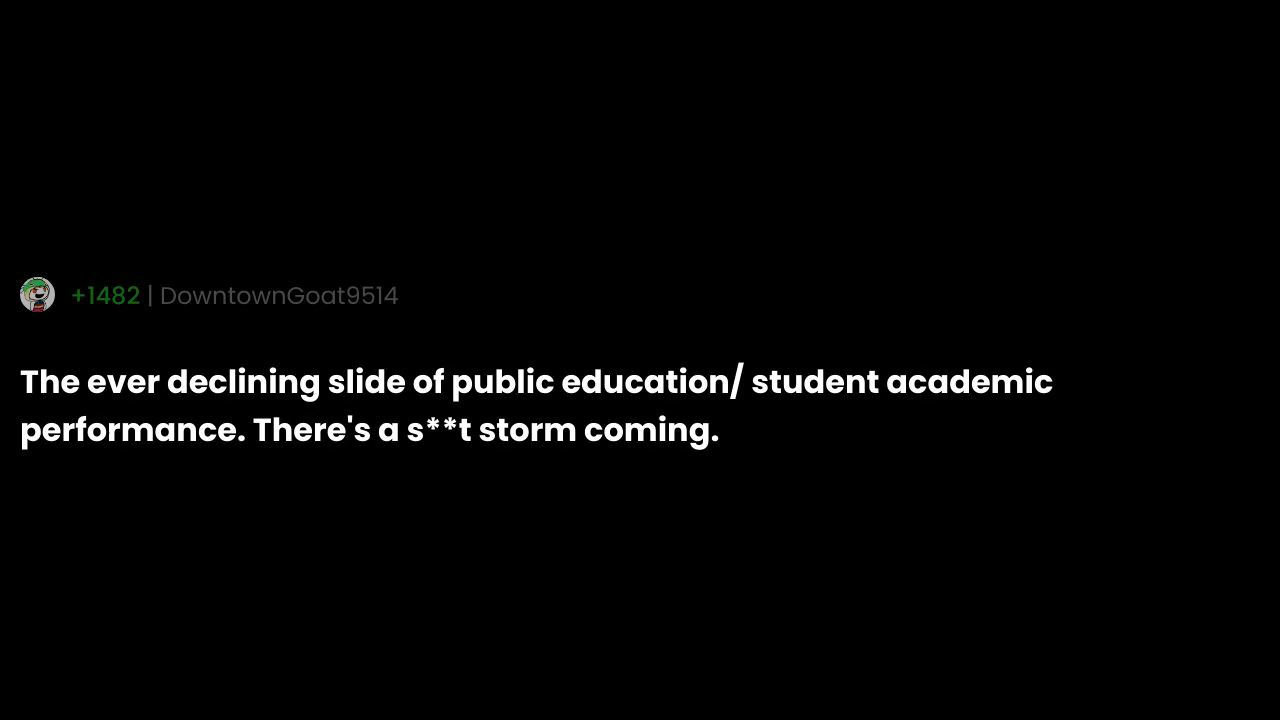 +1482 | DowntownGoat9514
The ever declining slide of public education/ student academic
performance. There's a s**t storm coming.